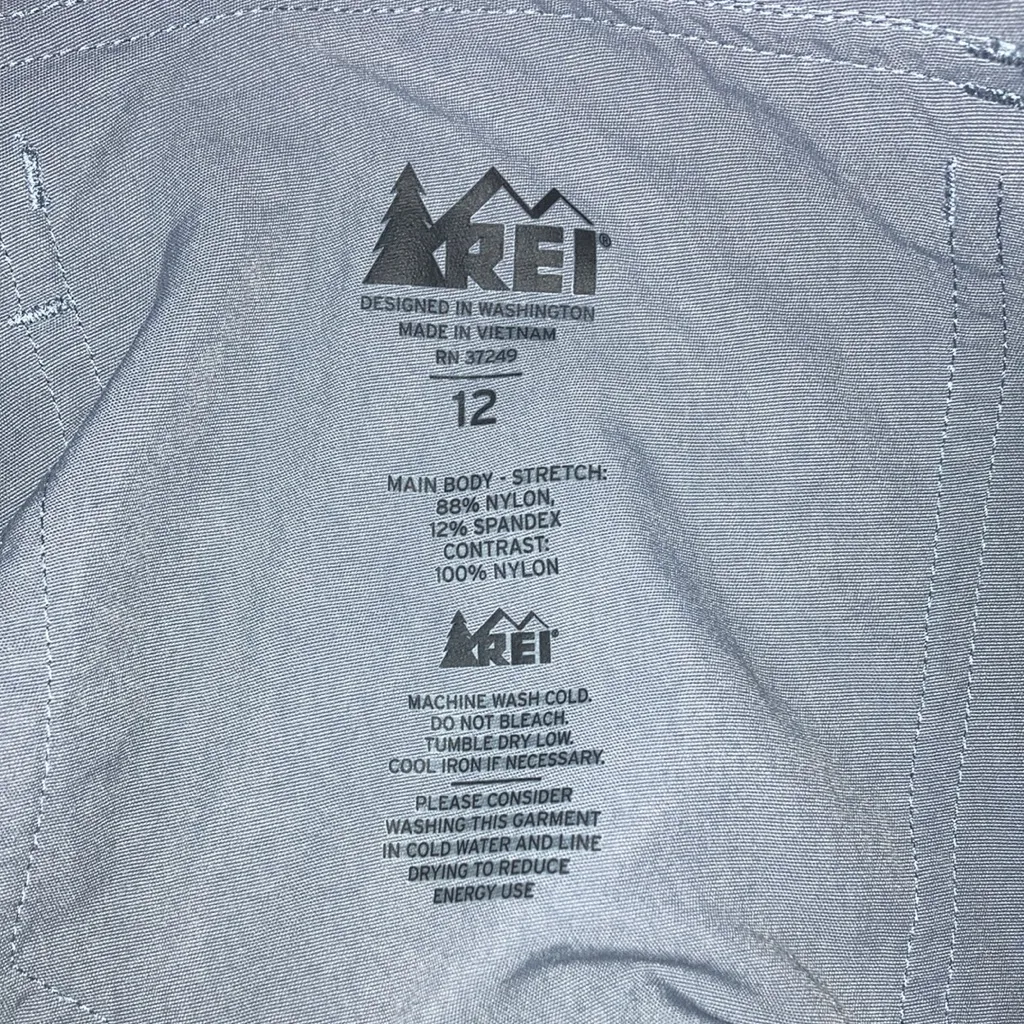 REI®
DESIGNED IN WASHINGTON
MADE IN VIETNAM
RN 37249
12
MAIN BODY - STRETCH:
88% NYLON,
12% SPANDEX
CONTRAST:
100% NYLON
REI®
MACHINE WASH COLD.
DO NOT BLEACH.
TUMBLE DRY LOW.
COOL IRON IF NECESSARY.
PLEASE CONSIDER
WASHING THIS GARMENT
IN COLD WATER AND LINE
DRYING TO REDUCE
ENERGY USE